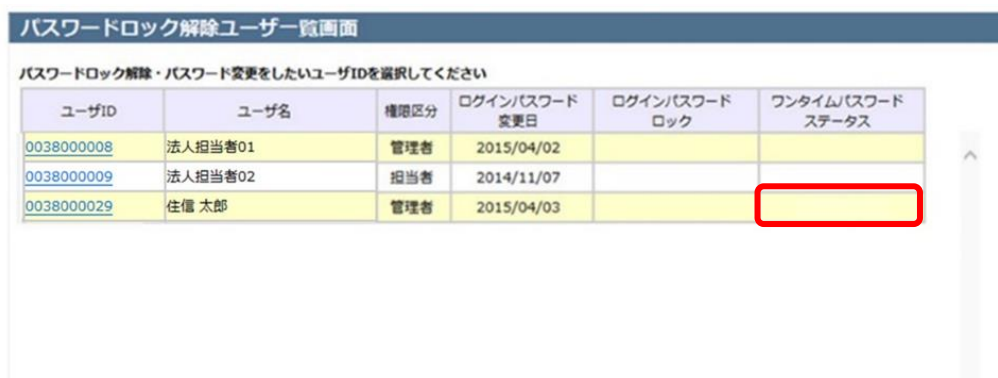 パスワードロック解除ユーザー覧画面
パスワードロック解除・パスワード変更をしたいユーザIDを選択してください
ユーザID ユーザ名 権限区分 ログインパスワード変更日 ログインパスワードロック ワンタイムパスワードステータス
0038000008 法人担当者01 管理者 2015/04/02
0038000009 法人担当者02 担当者 2014/11/07
0038000029 住信 太郎 管理者 2015/04/03